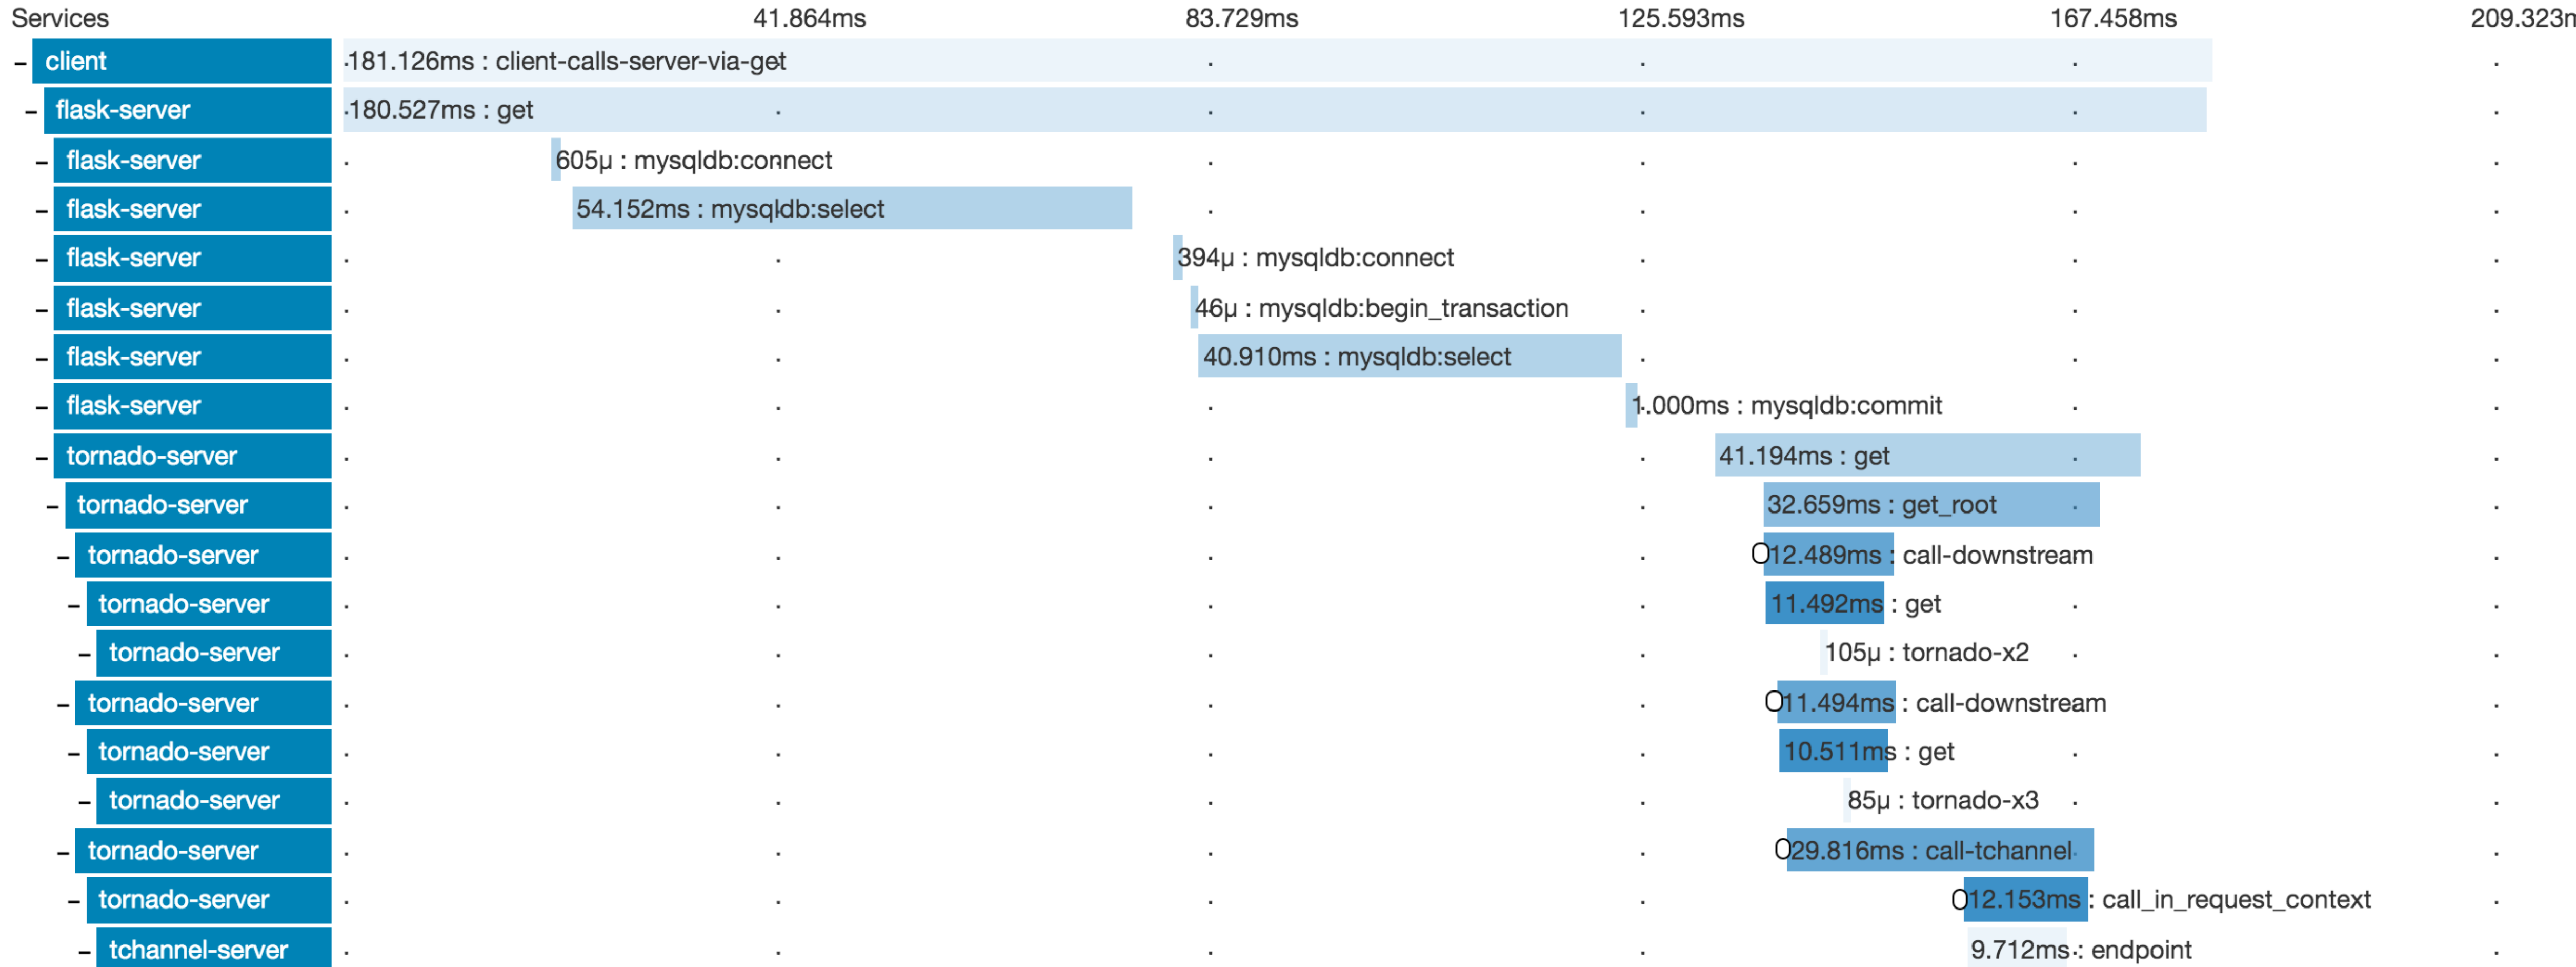 Services 41.864ms 83.729ms 125.593ms 167.458ms 209.323m
– client 181.126ms : client-calls-server-via-get
– flask-server 180.527ms : get
– flask-server 605μ : mysqldb:connect
– flask-server 54.152ms : mysqldb:select
– flask-server 394μ : mysqldb:connect
– flask-server 46μ : mysqldb:begin_transaction
– flask-server 40.910ms : mysqldb:select
– flask-server 1.000ms : mysqldb:commit
– tornado-server 41.194ms : get
– tornado-server 32.659ms : get_root
– tornado-server 12.489ms : call-downstream
– tornado-server 11.492ms : get
– tornado-server 105μ : tornado-x2
– tornado-server 11.494ms : call-downstream
– tornado-server 10.511ms : get
– tornado-server 85μ : tornado-x3
– tornado-server 29.816ms : call-tchannel
– tornado-server 12.153ms : call_in_request_context
– tchannel-server 9.712ms : endpoint